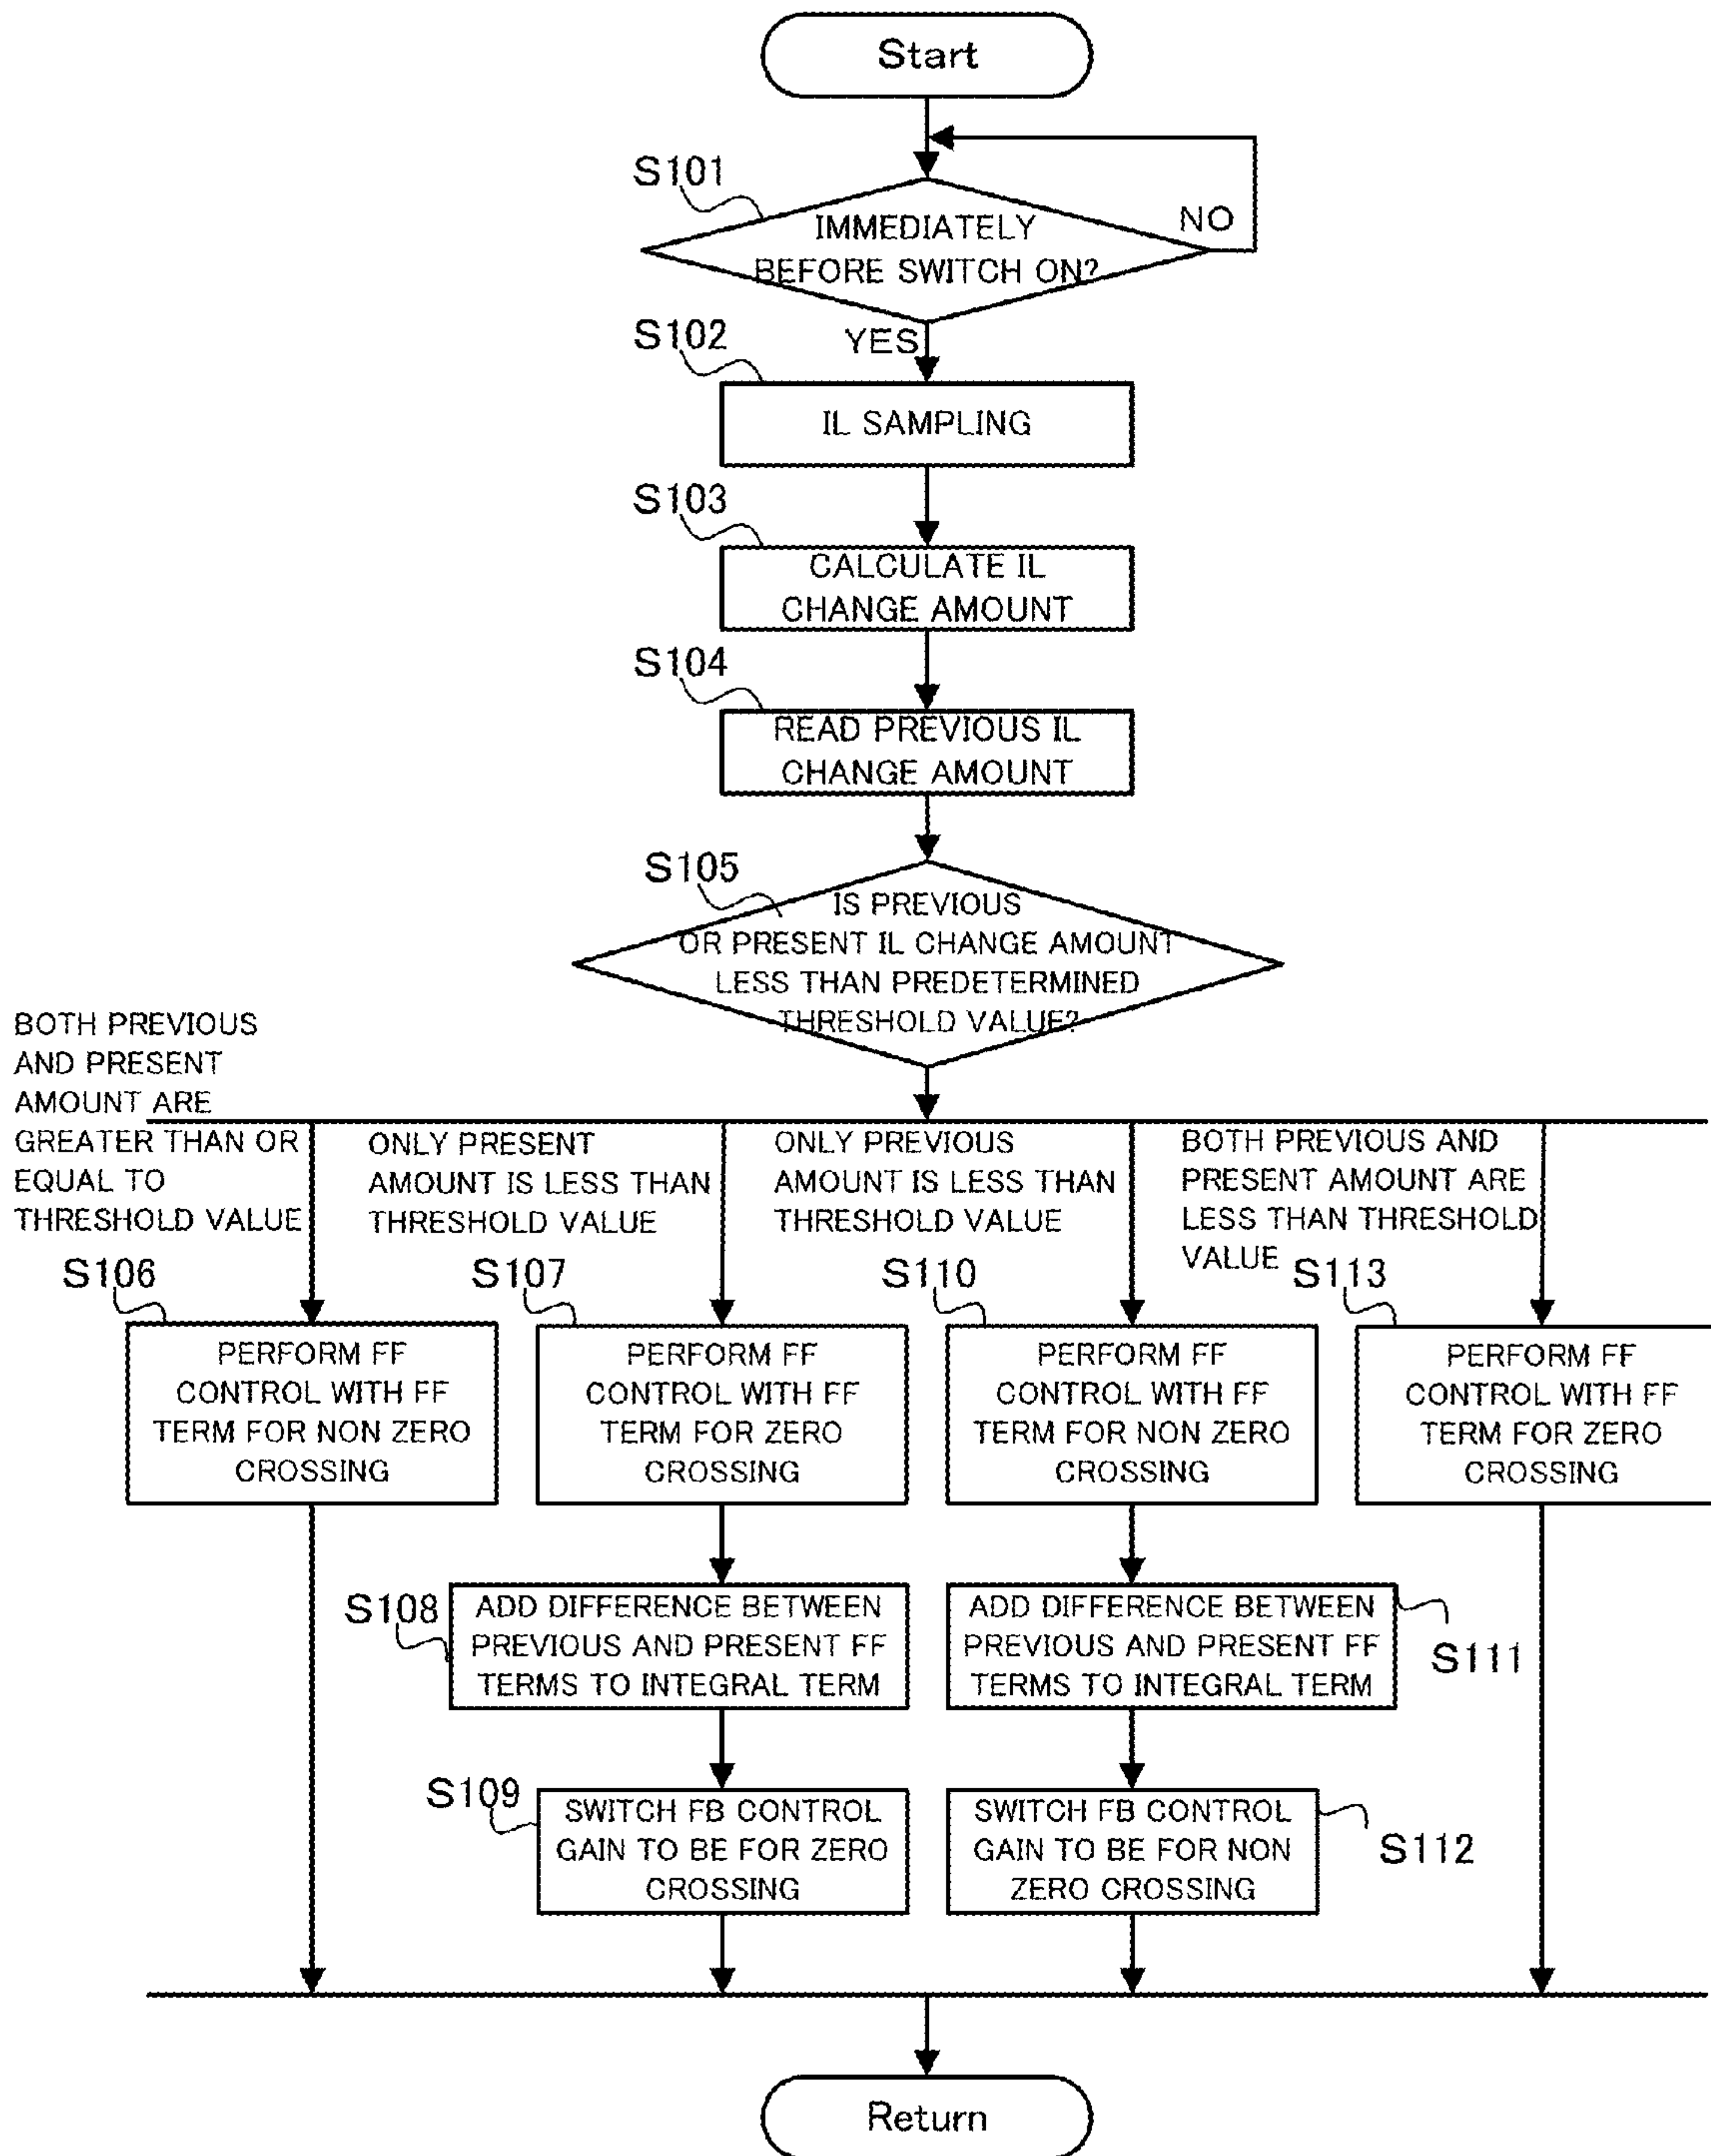 Start
S101
IMMEDIATELY
BEFORE SWITCH ON?
NO
YES
S102
IL SAMPLING
S103
CALCULATE IL
CHANGE AMOUNT
S104
READ PREVIOUS IL
CHANGE AMOUNT
S105
IS PREVIOUS
OR PRESENT IL CHANGE AMOUNT
LESS THAN PREDETERMINED
THRESHOLD VALUE?
BOTH PREVIOUS
AND PRESENT
AMOUNT ARE
GREATER THAN OR
EQUAL TO
THRESHOLD VALUE
ONLY PRESENT
AMOUNT IS LESS THAN
THRESHOLD VALUE
ONLY PREVIOUS
AMOUNT IS LESS THAN
THRESHOLD VALUE
BOTH PREVIOUS AND
PRESENT AMOUNT ARE
LESS THAN THRESHOLD
VALUE
S106
PERFORM FF
CONTROL WITH FF
TERM FOR NON ZERO
CROSSING
S107
PERFORM FF
CONTROL WITH FF
TERM FOR ZERO
CROSSING
S110
PERFORM FF
CONTROL WITH FF
TERM FOR NON ZERO
CROSSING
S113
PERFORM FF
CONTROL WITH FF
TERM FOR ZERO
CROSSING
S108
ADD DIFFERENCE BETWEEN
PREVIOUS AND PRESENT FF
TERMS TO INTEGRAL TERM
ADD DIFFERENCE BETWEEN
PREVIOUS AND PRESENT FF
TERMS TO INTEGRAL TERM
S111
S109
SWITCH FB CONTROL
GAIN TO BE FOR ZERO
CROSSING
SWITCH FB CONTROL
GAIN TO BE FOR NON
ZERO CROSSING
S112
Return